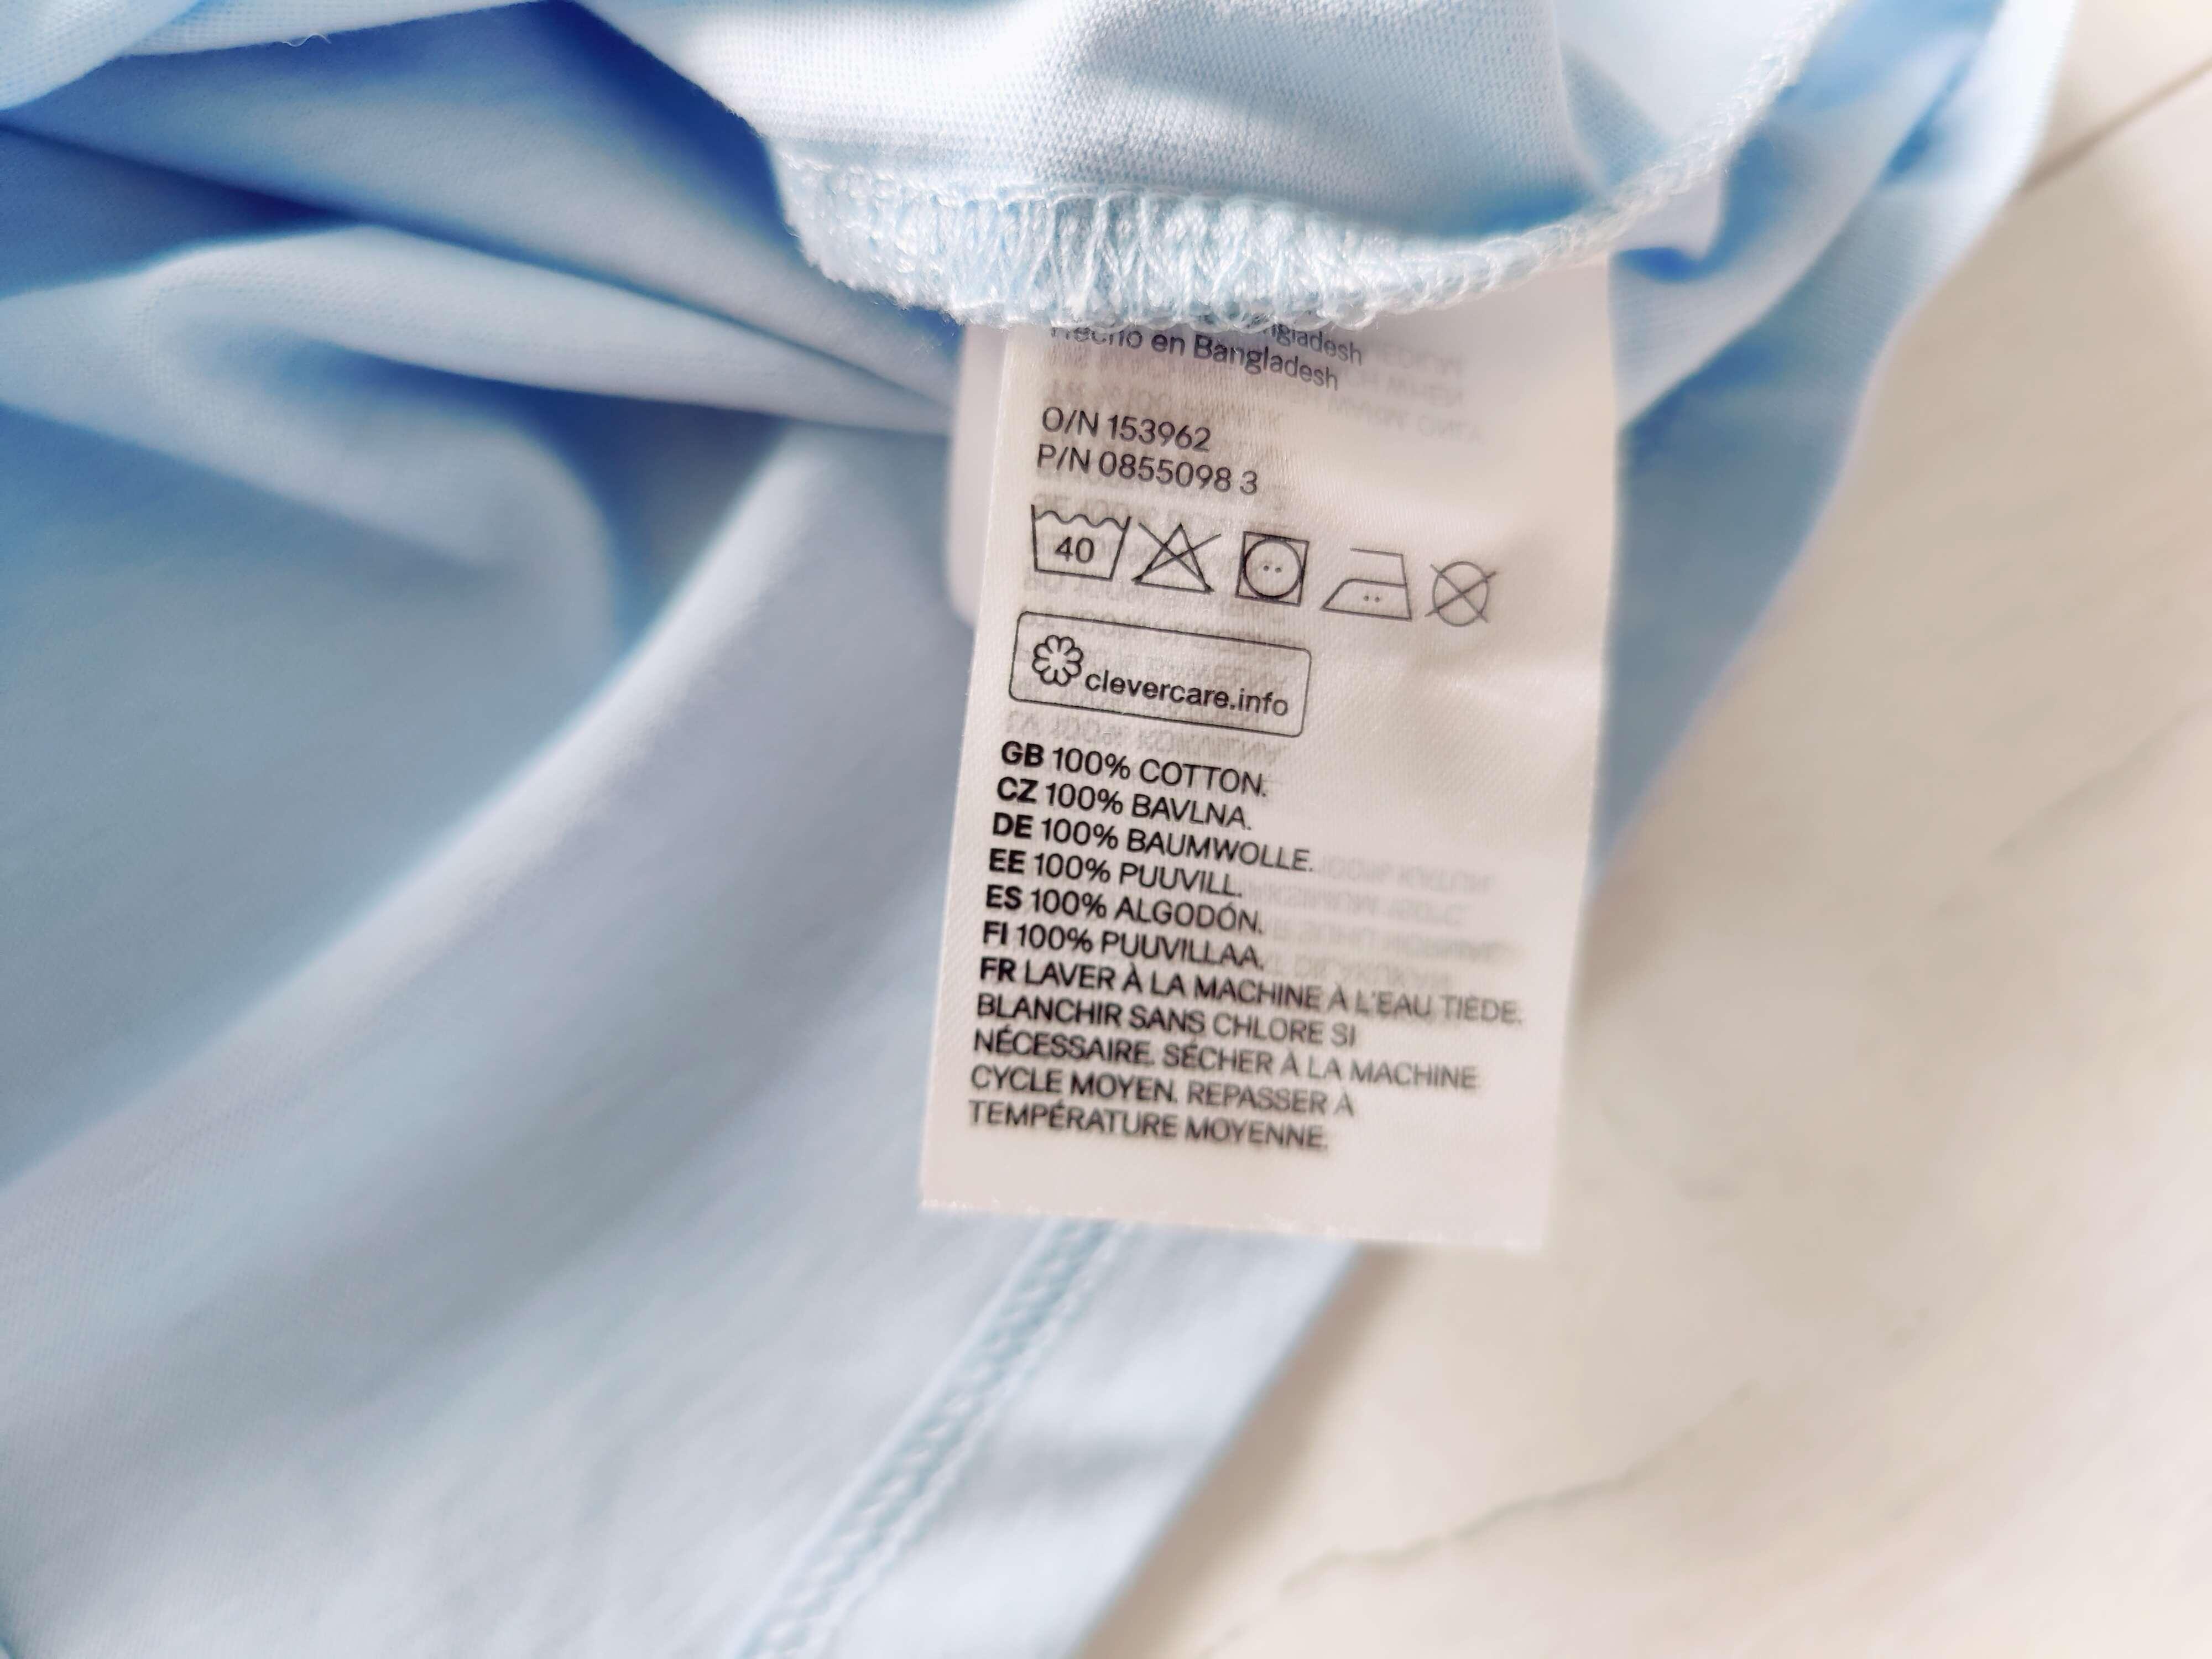 Bangladesh
Hecho en Bangladesh
O/N 153962
P/N 0855098 3
40
clevercare.info
GB 100% COTTON.
CZ 100% BAVLNA.
DE 100% BAUMWOLLE.
EE 100% PUUVILL.
ES 100% ALGODÓN.
FI 100% PUUVILLAA.
FR LAVER À LA MACHINE À L'EAU TIÈDE.
BLANCHIR SANS CHLORE SI
NÉCESSAIRE. SÉCHER À LA MACHINE
CYCLE MOYEN. REPASSER À
TEMPÉRATURE MOYENNE.